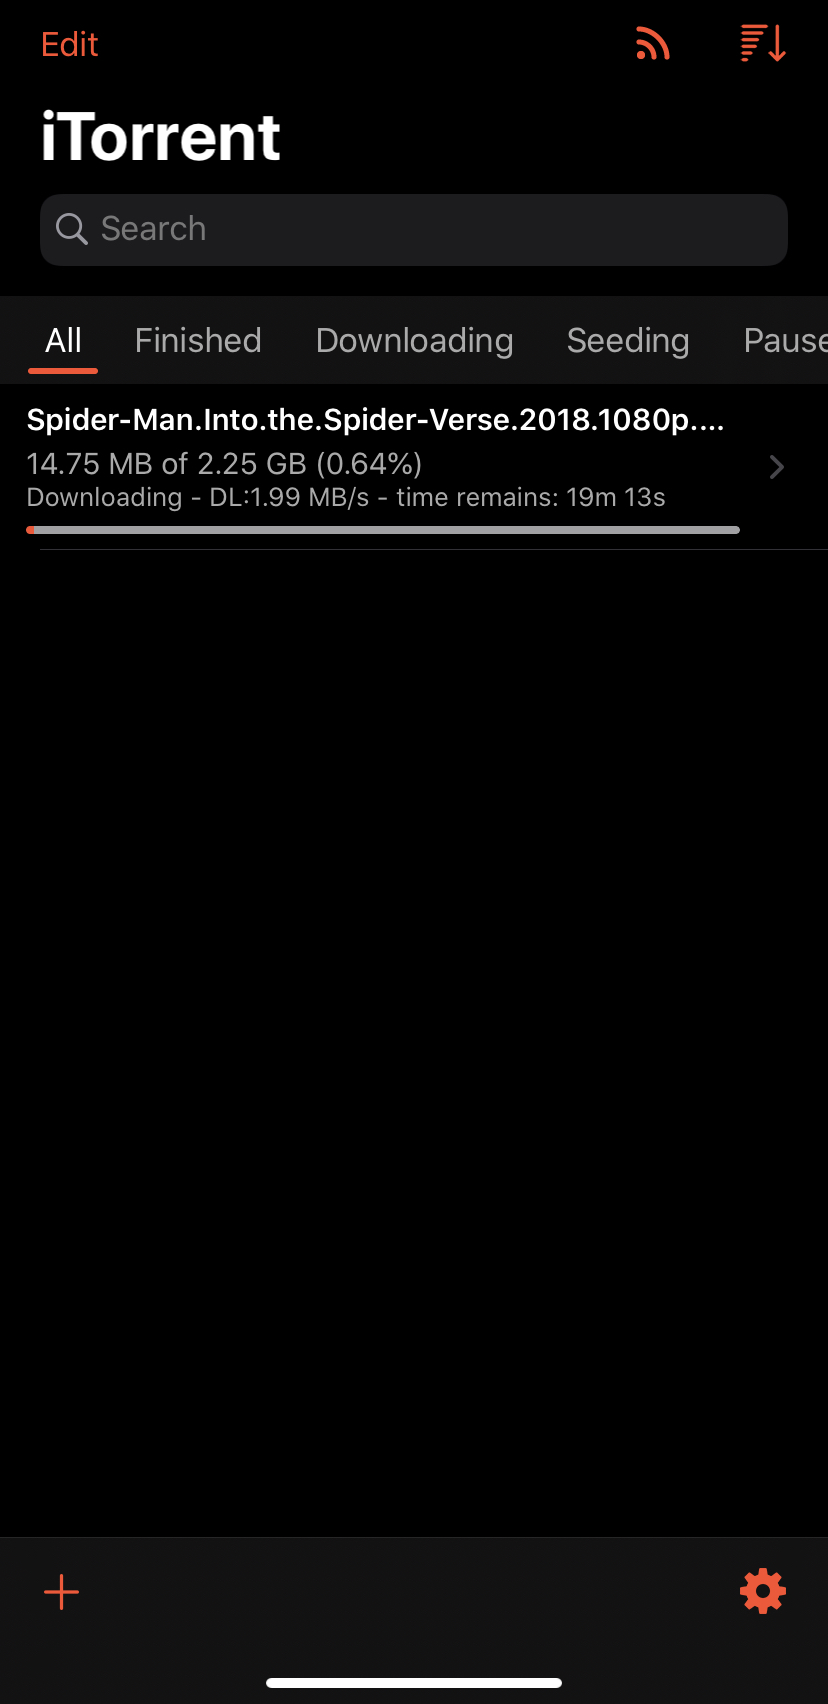 Edit
iTorrent
Search
All Finished Downloading Seeding Pause
Spider-Man.Into.the.Spider-Verse.2018.1080p....
14.75 MB of 2.25 GB (0.64%)
Downloading - DL:1.99 MB/s - time remains: 19m 13s